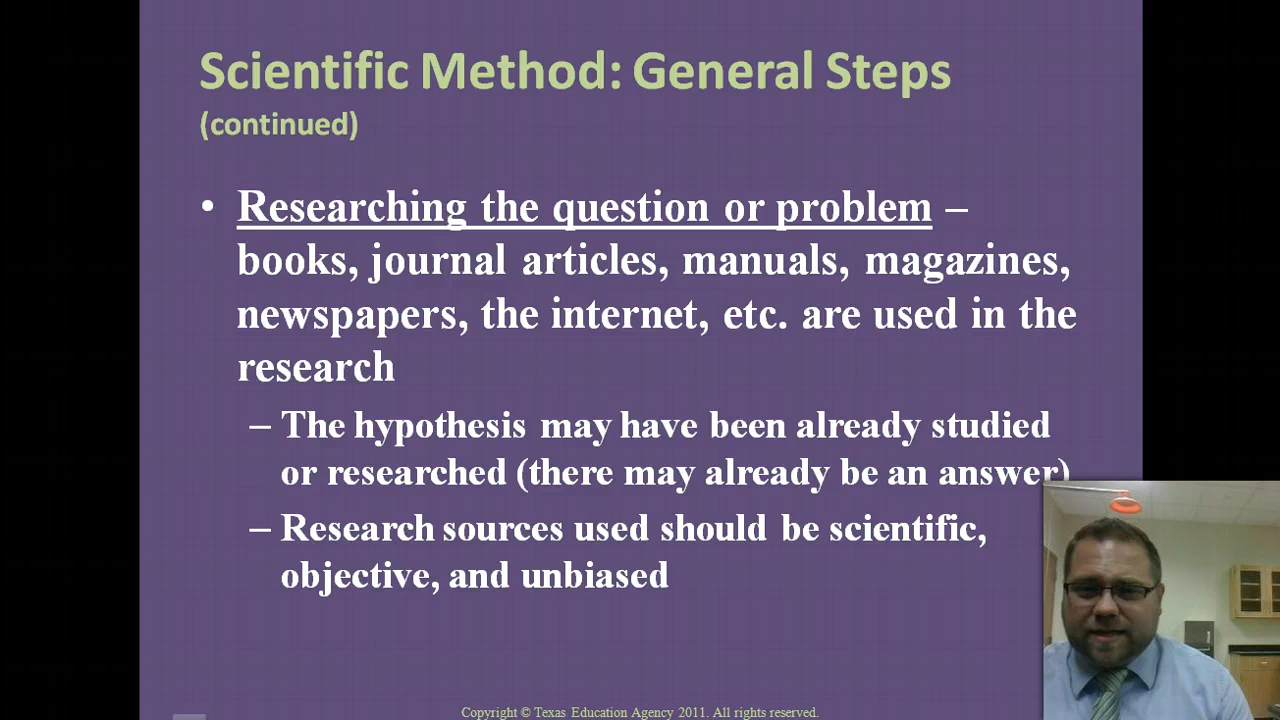 Scientific Method: General Steps
(continued)
• Researching the question or problem –
books, journal articles, manuals, magazines,
newspapers, the internet, etc. are used in the
research
– The hypothesis may have been already studied
or researched (there may already be an answer)
– Research sources used should be scientific,
objective, and unbiased
Copyright © Texas Education Agency 2011. All rights reserved.